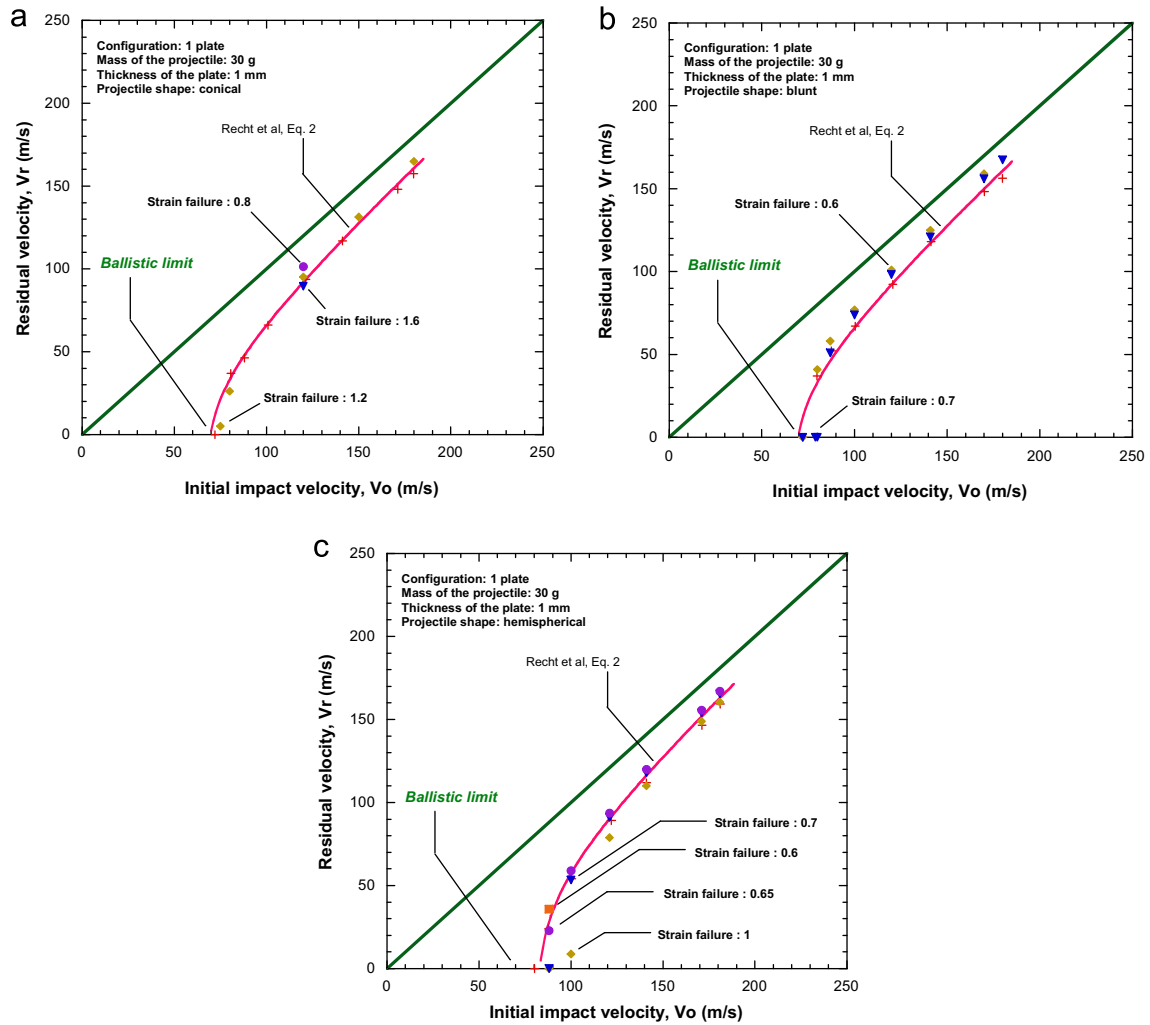 a
250
200
150
100
50
0
0
50
100
150
200
250
Configuration: 1 plate
Mass of the projectile: 30 g
Thickness of the plate: 1 mm
Projectile shape: conical
Recht et al, Eq. 2
Strain failure : 0.8
Ballistic limit
Strain failure : 1.6
Strain failure : 1.2
Residual velocity, Vr (m/s)
Initial impact velocity, Vo (m/s)
b
250
200
150
100
50
0
0
50
100
150
200
250
Configuration: 1 plate
Mass of the projectile: 30 g
Thickness of the plate: 1 mm
Projectile shape: blunt
Recht et al, Eq. 2
Strain failure : 0.6
Ballistic limit
Strain failure : 0.7
Residual velocity, Vr (m/s)
Initial impact velocity, Vo (m/s)
c
250
200
150
100
50
0
0
50
100
150
200
250
Configuration: 1 plate
Mass of the projectile: 30 g
Thickness of the plate: 1 mm
Projectile shape: hemispherical
Recht et al, Eq. 2
Ballistic limit
Strain failure : 0.7
Strain failure : 0.6
Strain failure : 0.65
Strain failure : 1
Residual velocity, Vr (m/s)
Initial impact velocity, Vo (m/s)